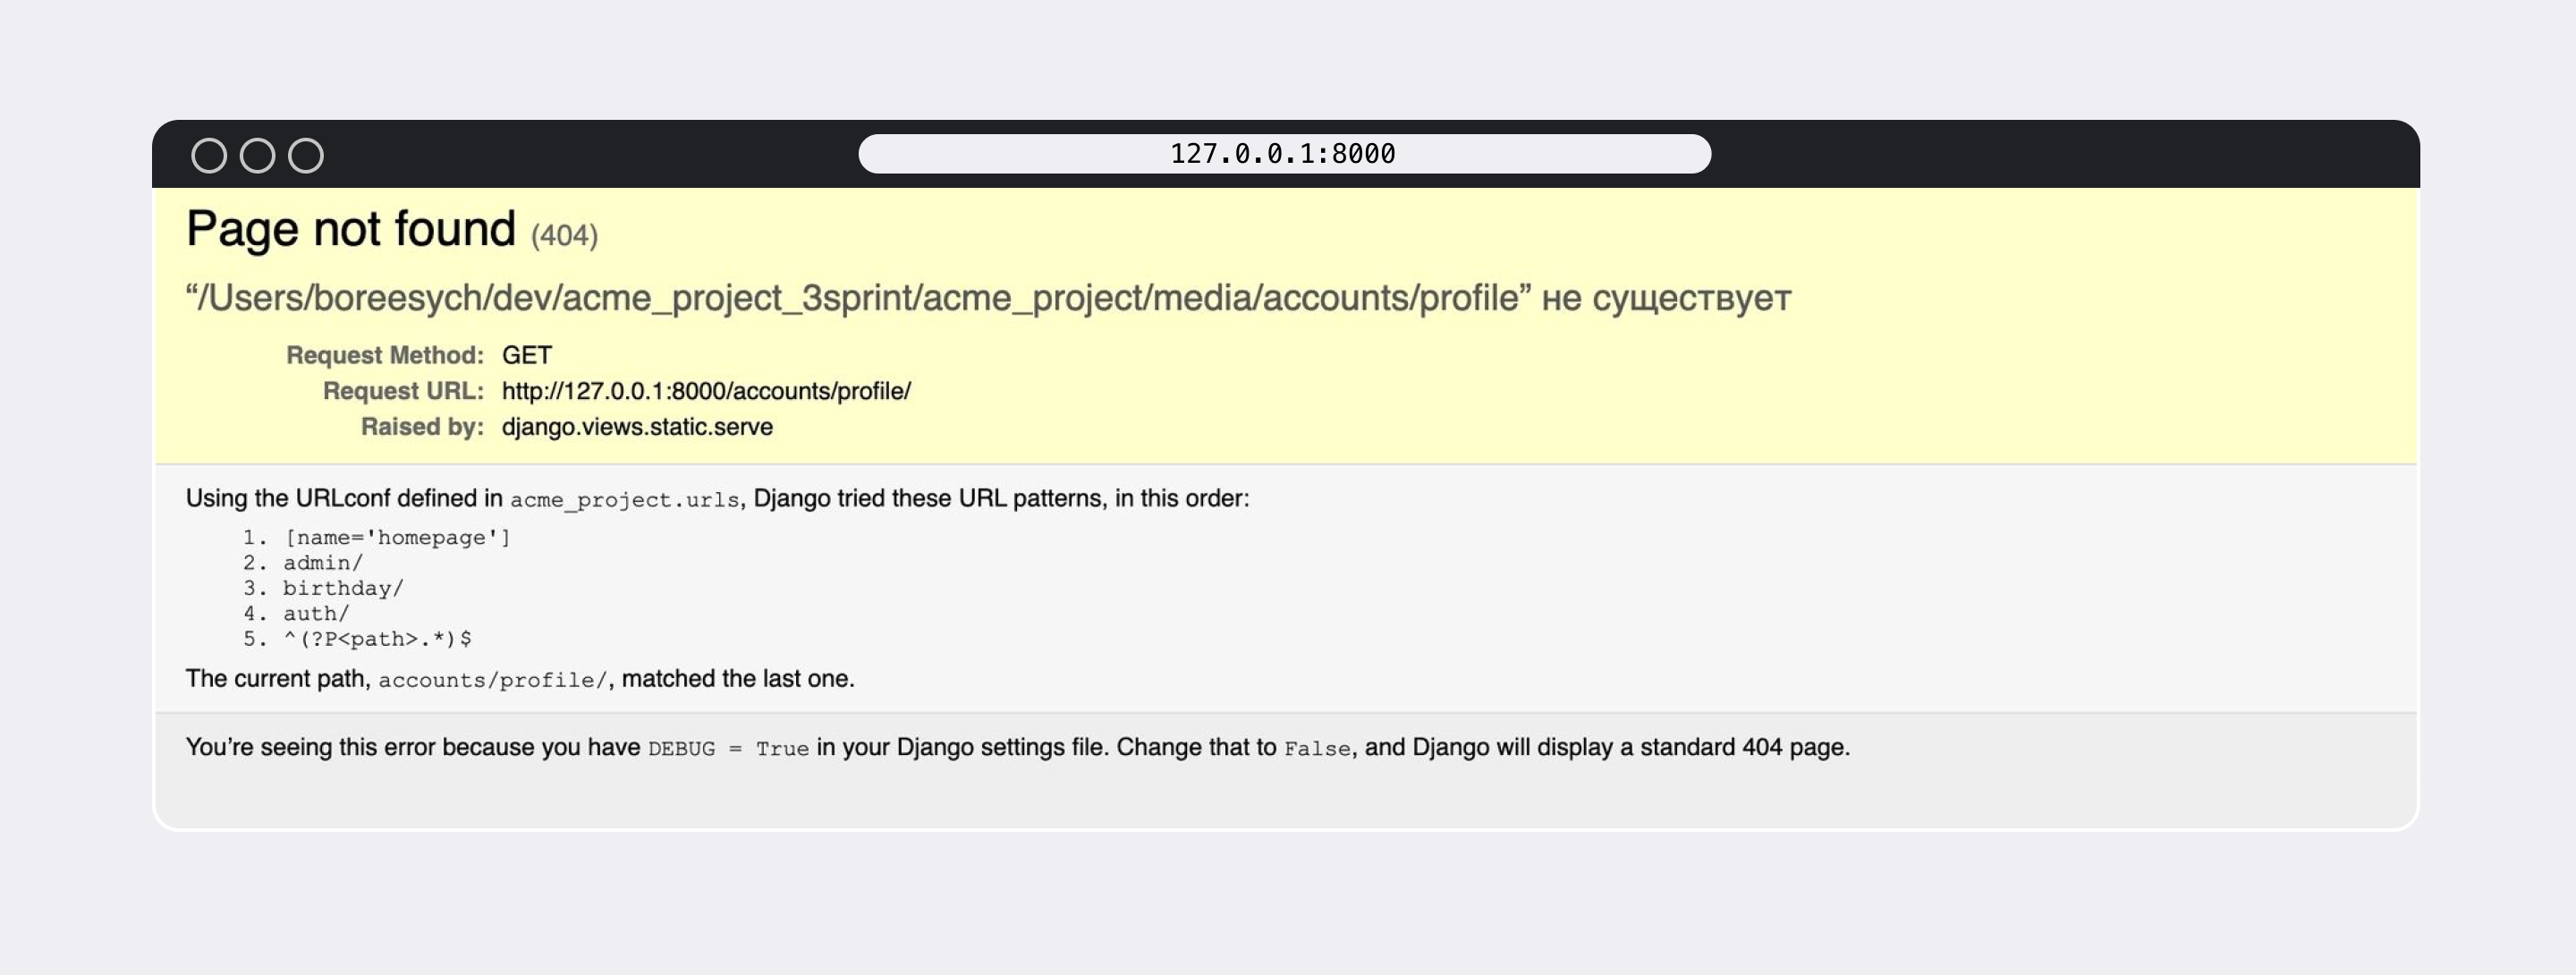 127.0.0.1:8000
Page not found (404)
“/Users/boreesych/dev/acme_project_3sprint/acme_project/media/accounts/profile” не существует
Request Method: GET
Request URL: http://127.0.0.1:8000/accounts/profile/
Raised by: django.views.static.serve
Using the URLconf defined in acme_project.urls, Django tried these URL patterns, in this order:
1. [name='homepage']
2. admin/
3. birthday/
4. auth/
5. ^(?P<path>.*)$
The current path, accounts/profile/, matched the last one.
You’re seeing this error because you have DEBUG = True in your Django settings file. Change that to False, and Django will display a standard 404 page.